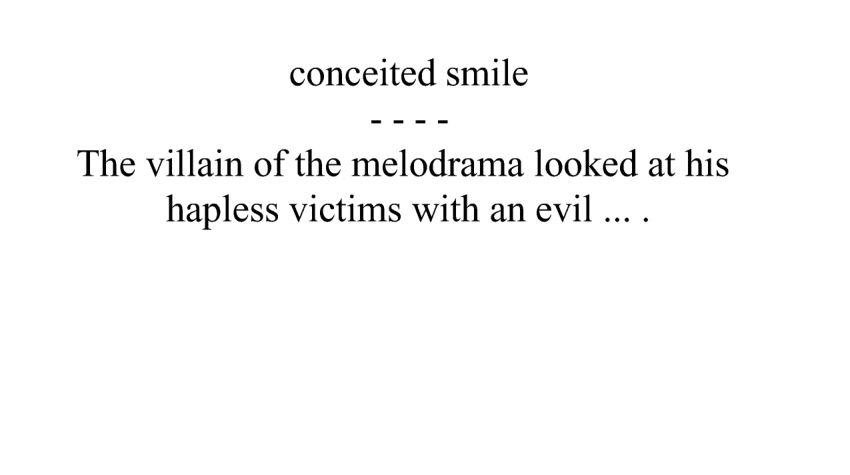 conceited smile
- - - -
The villain of the melodrama looked at his
hapless victims with an evil ... .